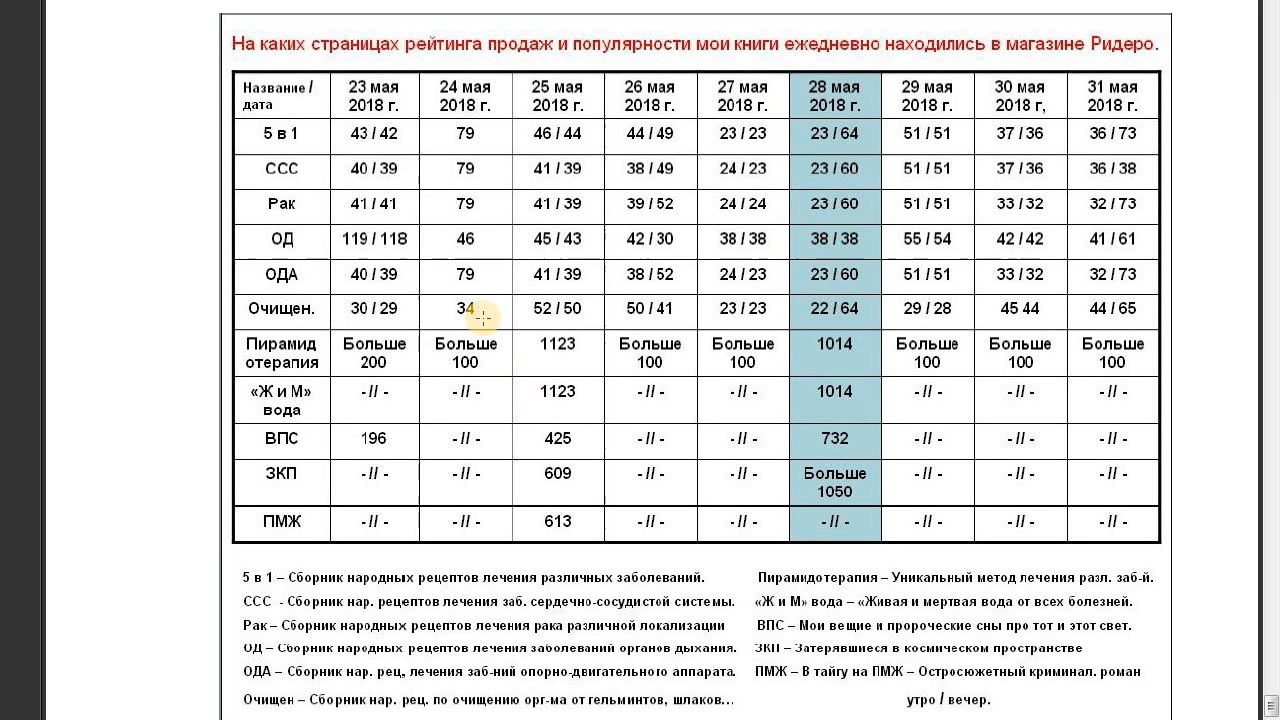 На каких страницах рейтинга продаж и популярности мои книги ежедневно находились в магазине Ридеро.
Название / дата 23 мая 2018 г. 24 мая 2018 г. 25 мая 2018 г. 26 мая 2018 г. 27 мая 2018 г. 28 мая 2018 г. 29 мая 2018 г. 30 мая 2018 г, 31 мая 2018 г.
5 в 1 43 / 42 79 46 / 44 44 / 49 23 / 23 23 / 64 51 / 51 37 / 36 36 / 73
ССС 40 / 39 79 41 / 39 38 / 49 24 / 23 23 / 60 51 / 51 37 / 36 36 / 38
Рак 41 / 41 79 41 / 39 39 / 52 24 / 24 23 / 60 51 / 51 33 / 32 32 / 73
ОД 119 / 118 46 45 / 43 42 / 30 38 / 38 38 / 38 55 / 54 42 / 42 41 / 61
ОДА 40 / 39 79 41 / 39 38 / 52 24 / 23 23 / 60 51 / 51 33 / 32 32 / 73
Очищен. 30 / 29 34 52 / 50 50 / 41 23 / 23 22 / 64 29 / 28 45 44 44 / 65
Пирамид отерапия Больше 200 Больше 100 1123 Больше 100 Больше 100 1014 Больше 100 Больше 100 Больше 100
«Ж и М» вода - // - - // - 1123 - // - - // - 1014 - // - - // - - // -
ВПС 196 - // - 425 - // - - // - 732 - // - - // - - // -
ЗКП - // - - // - 609 - // - - // - Больше 1050 - // - - // - - // -
ПМЖ - // - - // - 613 - // - - // - - // - - // - - // - - // -
5 в 1 – Сборник народных рецептов лечения различных заболеваний.
ССС - Сборник нар. рецептов лечения заб. сердечно-сосудистой системы.
Рак – Сборник народных рецептов лечения рака различной локализации
ОД – Сборник народных рецептов лечения заболеваний органов дыхания.
ОДА – Сборник нар. рец, лечения заб-ний опорно-двигательного аппарата.
Очищен – Сборник нар. рец. по очищению орг-ма от гельминтов, шлаков...
Пирамидотерапия – Уникальный метод лечения разл. заб-й.
«Ж и М» вода – «Живая и мертвая вода от всех болезней.
ВПС – Мои вещие и пророческие сны про тот и этот свет.
ЗКП – Затерявшиеся в космическом пространстве
ПМЖ – В тайгу на ПМЖ – Остросюжетный криминал. роман
утро / вечер.